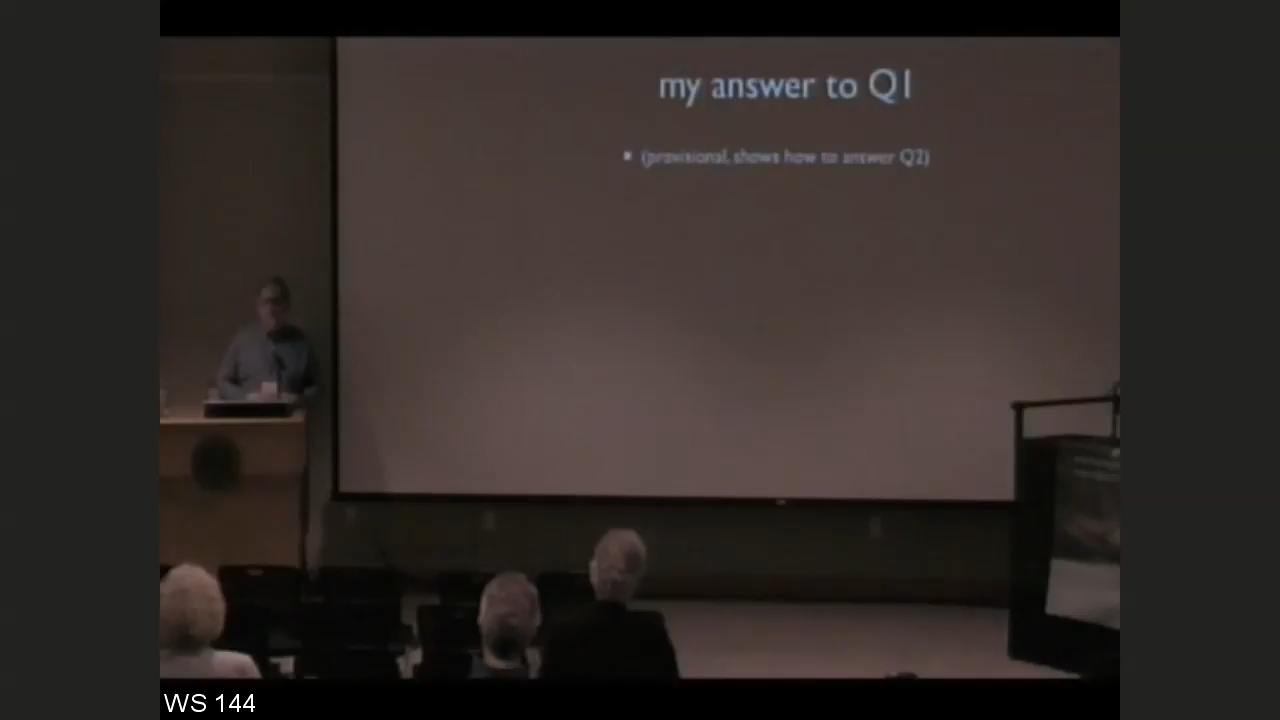 my answer to Q1
▪ (provisional, shows how to answer Q2)
WS 144